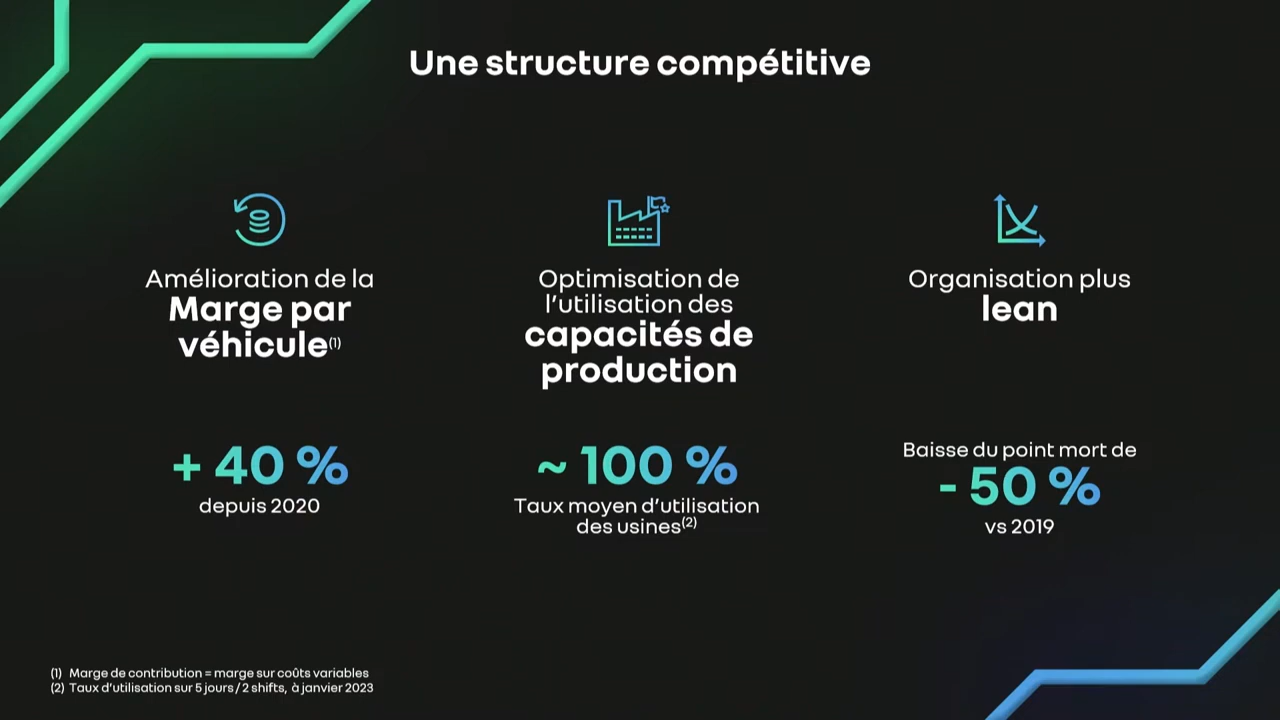 Une structure compétitive
Amélioration de la
Marge par
véhicule(1)
+ 40 %
depuis 2020
Optimisation de
l’utilisation des
capacités de
production
~ 100 %
Taux moyen d’utilisation
des usines(2)
Organisation plus
lean
Baisse du point mort de
- 50 %
vs 2019
(1) Marge de contribution = marge sur coûts variables
(2) Taux d’utilisation sur 5 jours / 2 shifts, à janvier 2023